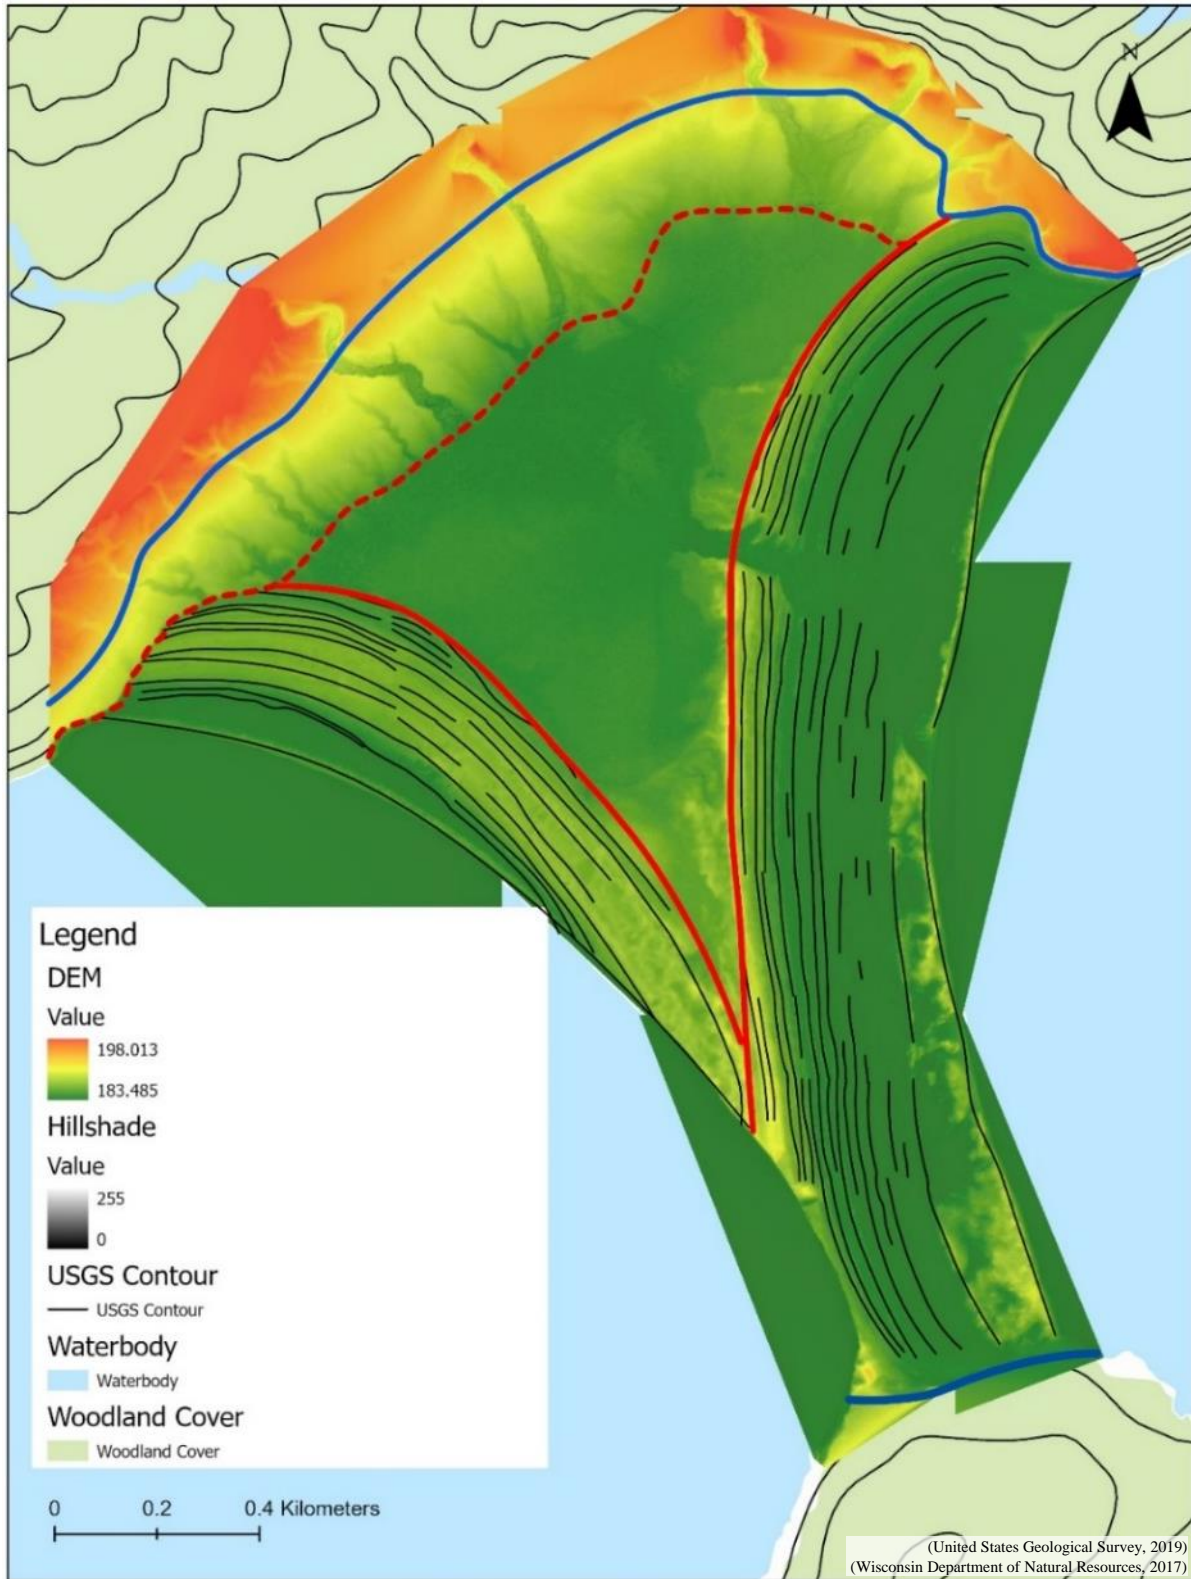 N
Legend
DEM
Value
198.013
183.485
Hillshade
Value
255
0
USGS Contour
USGS Contour
Waterbody
Waterbody
Woodland Cover
Woodland Cover
0 0.2 0.4 Kilometers
(United States Geological Survey, 2019)
(Wisconsin Department of Natural Resources, 2017)